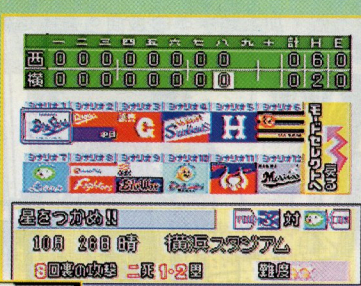 一 二 三 四 五 六 七 八 九 十 計 H E
西 0 0 0 0 0 0 0 0 0 6 0
横 0 0 0 0 0 0 0 0 0 2 0
シナリオ1 シナリオ2 シナリオ3 シナリオ4 シナリオ5 シナリオ6
G
H
シナリオ7 シナリオ8 シナリオ9 シナリオ10 シナリオ11 シナリオ12
Lions Fighters BlueWave Marines
モードセレクトへ
星をつかめ!!
対
10月 26日 晴 横浜スタジアム
8回裏の攻撃 二死 1・2塁 難度